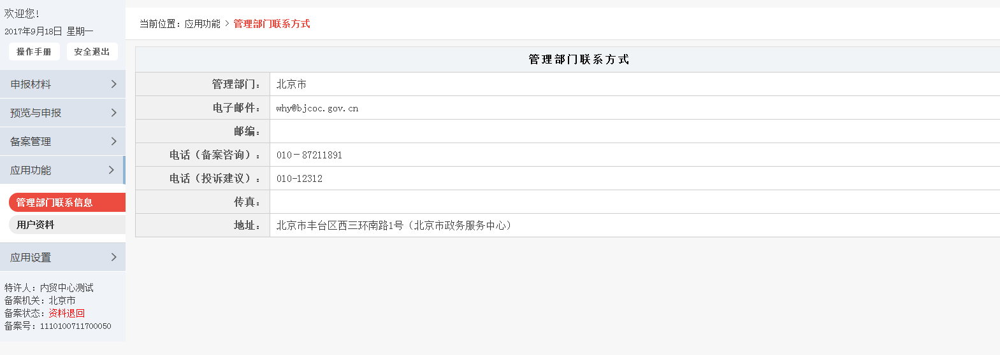 欢迎您!
2017年9月18日 星期一
操作手册 安全退出
申报材料
预览与申报
备案管理
应用功能
管理部门联系信息
用户资料
应用设置
特许人：内贸中心测试
备案机关：北京市
备案状态：资料退回
备案号：1110100711700050
当前位置：应用功能 > 管理部门联系方式
管理部门联系方式
管理部门： 北京市
电子邮件： why@bjcoc.gov.cn
邮编：
电话（备案咨询）： 010－87211891
电话（投诉建议）： 010-12312
传真：
地址： 北京市丰台区西三环南路1号（北京市政务服务中心）